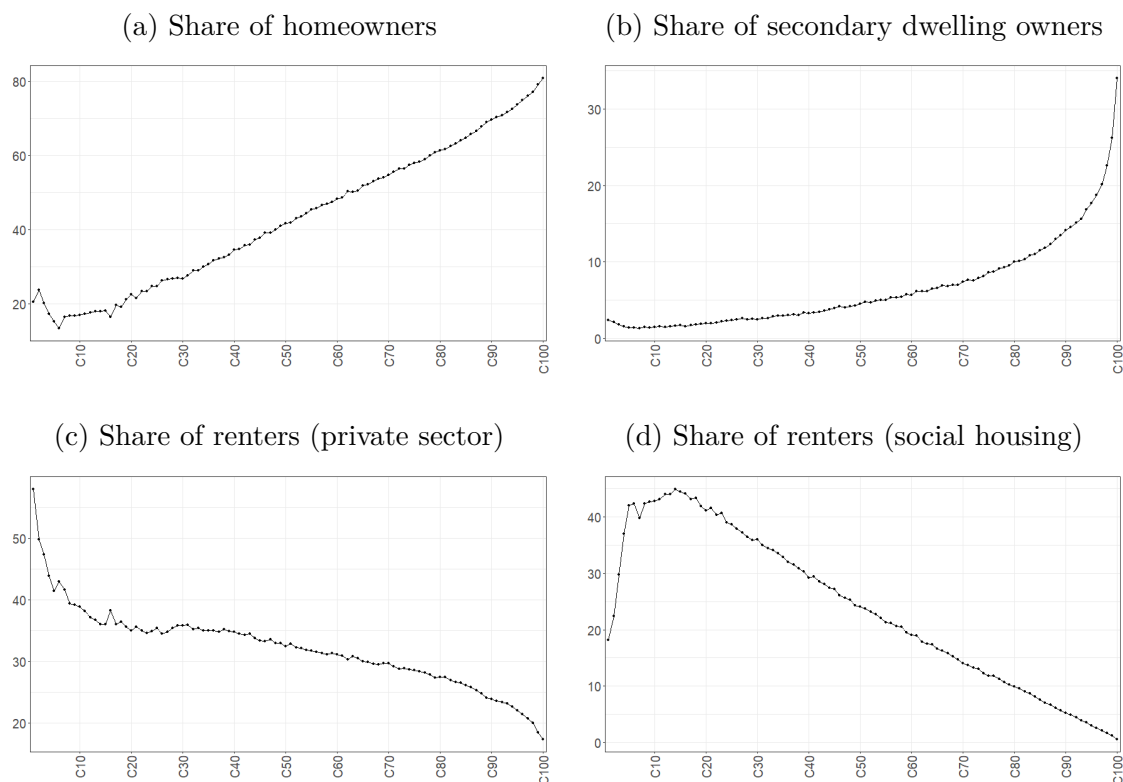 (a) Share of homeowners
(b) Share of secondary dwelling owners
80
60
40
20
C10 C20 C30 C40 C50 C60 C70 C80 C90 C100
30
20
10
0
C10 C20 C30 C40 C50 C60 C70 C80 C90 C100
(c) Share of renters (private sector)
(d) Share of renters (social housing)
50
40
30
20
C10 C20 C30 C40 C50 C60 C70 C80 C90 C100
40
30
20
10
0
C10 C20 C30 C40 C50 C60 C70 C80 C90 C100